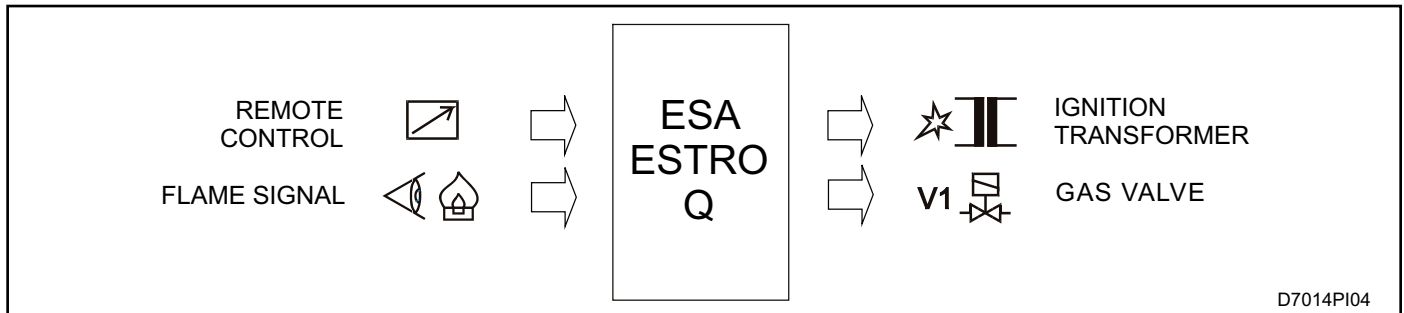 REMOTE
CONTROL
FLAME SIGNAL
ESA
ESTRO
Q
IGNITION
TRANSFORMER
V1
GAS VALVE
D7014PI04